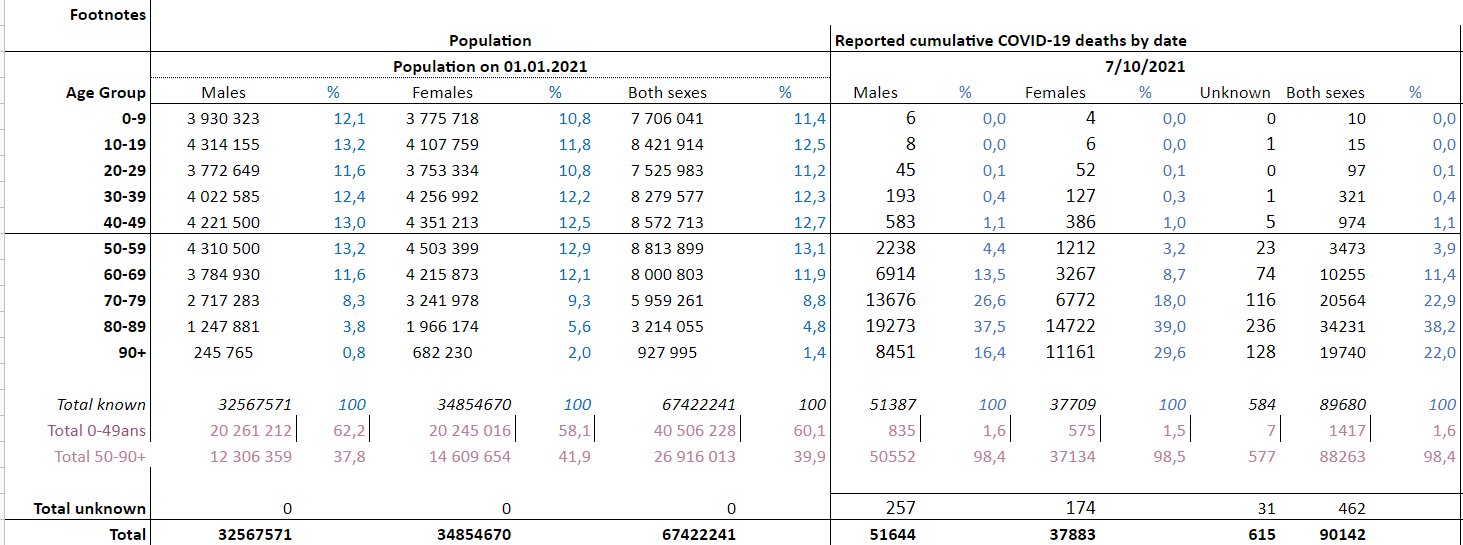 Footnotes
Population Reported cumulative COVID-19 deaths by date
Population on 01.01.2021 7/10/2021
Age Group Males % Females % Both sexes % Males % Females % Unknown Both sexes %
0-9 3 930 323 12,1 3 775 718 10,8 7 706 041 11,4 6 0,0 4 0,0 0 10 0,0
10-19 4 314 155 13,2 4 107 759 11,8 8 421 914 12,5 8 0,0 6 0,0 1 15 0,0
20-29 3 772 649 11,6 3 753 334 10,8 7 525 983 11,2 45 0,1 52 0,1 0 97 0,1
30-39 4 022 585 12,4 4 256 992 12,2 8 279 577 12,3 193 0,4 127 0,3 1 321 0,4
40-49 4 221 500 13,0 4 351 213 12,5 8 572 713 12,7 583 1,1 386 1,0 5 974 1,1
50-59 4 310 500 13,2 4 503 399 12,9 8 813 899 13,1 2238 4,4 1212 3,2 23 3473 3,9
60-69 3 784 930 11,6 4 215 873 12,1 8 000 803 11,9 6914 13,5 3267 8,7 74 10255 11,4
70-79 2 717 283 8,3 3 241 978 9,3 5 959 261 8,8 13676 26,6 6772 18,0 116 20564 22,9
80-89 1 247 881 3,8 1 966 174 5,6 3 214 055 4,8 19273 37,5 14722 39,0 236 34231 38,2
90+ 245 765 0,8 682 230 2,0 927 995 1,4 8451 16,4 11161 29,6 128 19740 22,0
Total known 32567571 100 34854670 100 67422241 100 51387 100 37709 100 584 89680 100
Total 0-49ans 20 261 212 62,2 20 245 016 58,1 40 506 228 60,1 835 1,6 575 1,5 7 1417 1,6
Total 50-90+ 12 306 359 37,8 14 609 654 41,9 26 916 013 39,9 50552 98,4 37134 98,5 577 88263 98,4
Total unknown 0 0 0 257 174 31 462
Total 32567571 34854670 67422241 51644 37883 615 90142